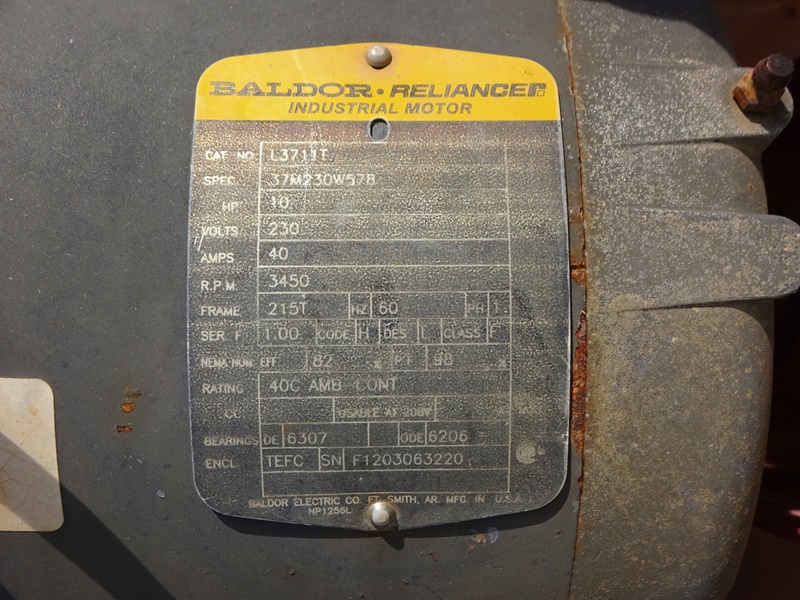 BALDOR • RELIANCER
INDUSTRIAL MOTOR
CAT NO L3711T
SPEC. 37M230W578
HP 10
VOLTS 230
AMPS 40
R.P.M. 3450
FRAME 215T HZ 60 PH 1
SER F 1.00 CODE H DES L CLASS F
NEMA NOM EFF 82 % PF 98 %
RATING 40C AMB CONT
CC USABLE AT 208V
BEARINGS DE 6307 ODE 6206
ENCL TEFC SN F1203063220
BALDOR ELECTRIC CO. FT. SMITH, AR. MFG. IN U.S.A.
NP1256L